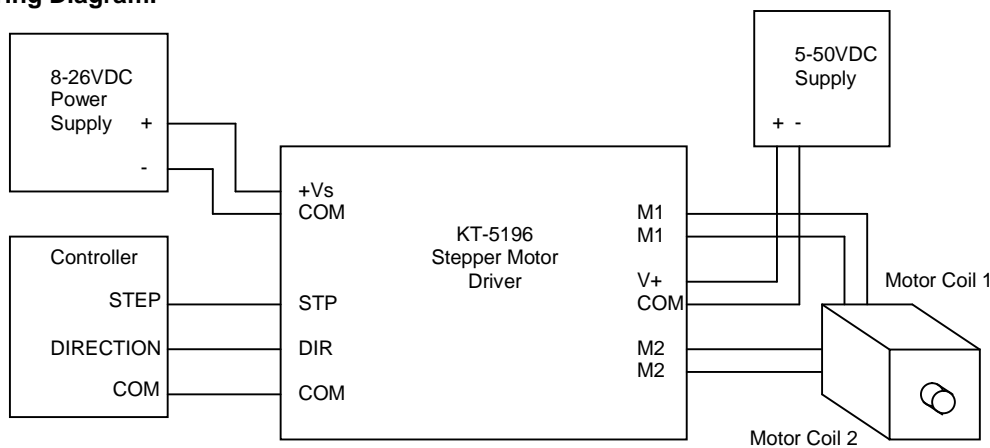 ing Diagram:
8-26VDC
Power
Supply +
-
5-50VDC
Supply
+ -
+Vs
COM
KT-5196
Stepper Motor
Driver
M1
M1
V+
COM
M2
M2
Controller
STEP
DIRECTION
COM
STP
DIR
COM
Motor Coil 1
Motor Coil 2